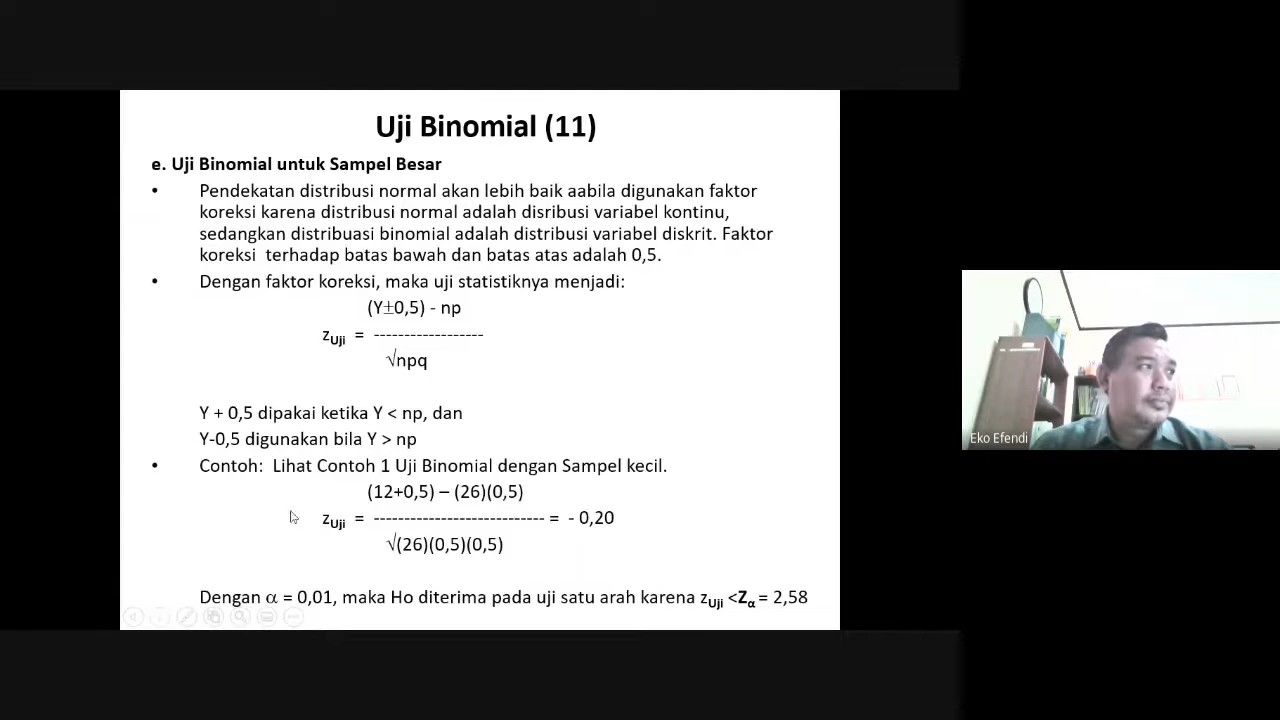 Uji Binomial (11)
e. Uji Binomial untuk Sampel Besar
• Pendekatan distribusi normal akan lebih baik aabila digunakan faktor
koreksi karena distribusi normal adalah disribusi variabel kontinu,
sedangkan distribuasi binomial adalah distribusi variabel diskrit. Faktor
koreksi terhadap batas bawah dan batas atas adalah 0,5.
• Dengan faktor koreksi, maka uji statistiknya menjadi:
(Y±0,5) - np
zUji = ------------------
√npq
Y + 0,5 dipakai ketika Y < np, dan
Y-0,5 digunakan bila Y > np
• Contoh: Lihat Contoh 1 Uji Binomial dengan Sampel kecil.
(12+0,5) – (26)(0,5)
zUji = ---------------------------- = - 0,20
√(26)(0,5)(0,5)
Dengan α = 0,01, maka Ho diterima pada uji satu arah karena zUji <Zα = 2,58
Eko Efendi